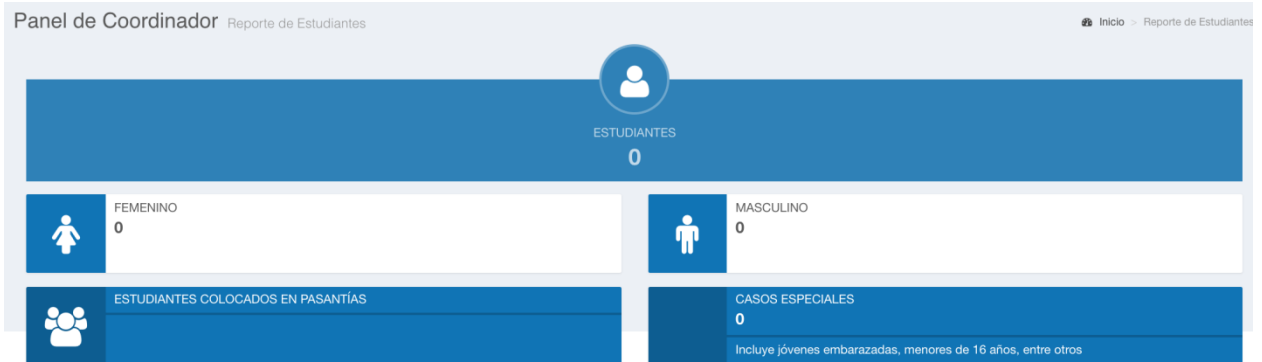 Panel de Coordinador Reporte de Estudiantes
Inicio > Reporte de Estudiantes
ESTUDIANTES
0
FEMENINO
0
MASCULINO
0
ESTUDIANTES COLOCADOS EN PASANTÍAS
CASOS ESPECIALES
0
Incluye jóvenes embarazadas, menores de 16 años, entre otros